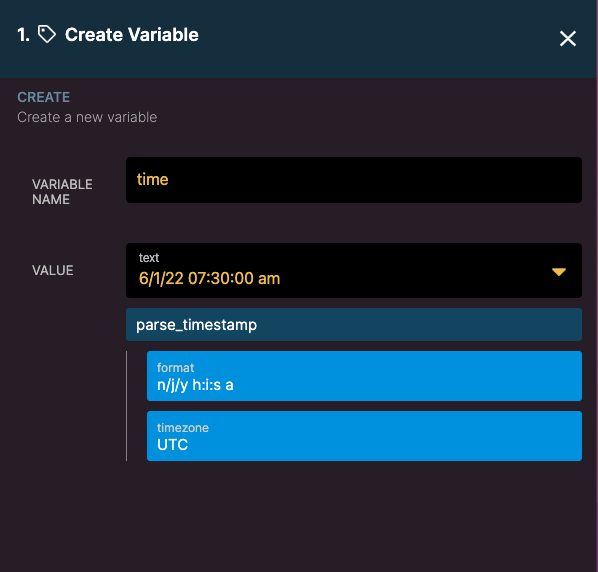 1. Create Variable
CREATE
Create a new variable
VARIABLE
NAME
time
VALUE
text
6/1/22 07:30:00 am
parse_timestamp
format
n/j/y h:i:s a
timezone
UTC